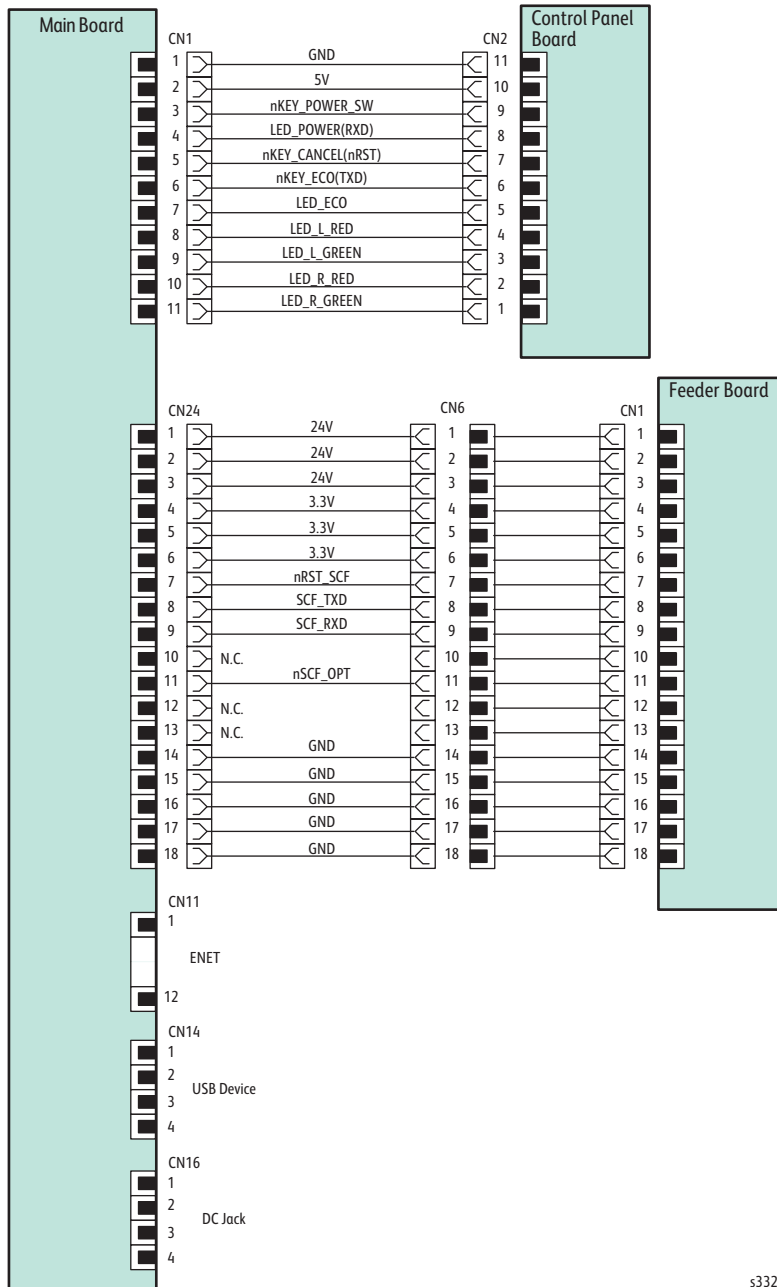 Main Board
Control Panel
Board
CN1
CN2
1 GND 11
2 5V 10
3 nKEY_POWER_SW 9
4 LED_POWER(RXD) 8
5 nKEY_CANCEL(nRST) 7
6 nKEY_ECO(TXD) 6
7 LED_ECO 5
8 LED_L_RED 4
9 LED_L_GREEN 3
10 LED_R_RED 2
11 LED_R_GREEN 1
Feeder Board
CN24 CN6 CN1
1 24V 1 1
2 24V 2 2
3 24V 3 3
4 3.3V 4 4
5 3.3V 5 5
6 3.3V 6 6
7 nRST_SCF 7 7
8 SCF_TXD 8 8
9 SCF_RXD 9 9
10 N.C. 10 10
11 nSCF_OPT 11 11
12 N.C. 12 12
13 N.C. 13 13
14 GND 14 14
15 GND 15 15
16 GND 16 16
17 GND 17 17
18 GND 18 18
CN11
1
ENET
12
CN14
1
2
USB Device
3
4
CN16
1
2
DC Jack
3
4
s332